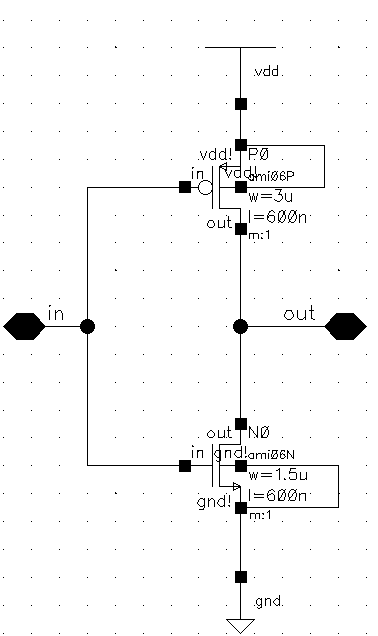 vdd
vdd! P0
in vdd! ami06P
w=3u
l=600n
out m:1
in out
out N0
in gnd! ami06N
w=1.5u
gnd! l=600n
m:1
gnd